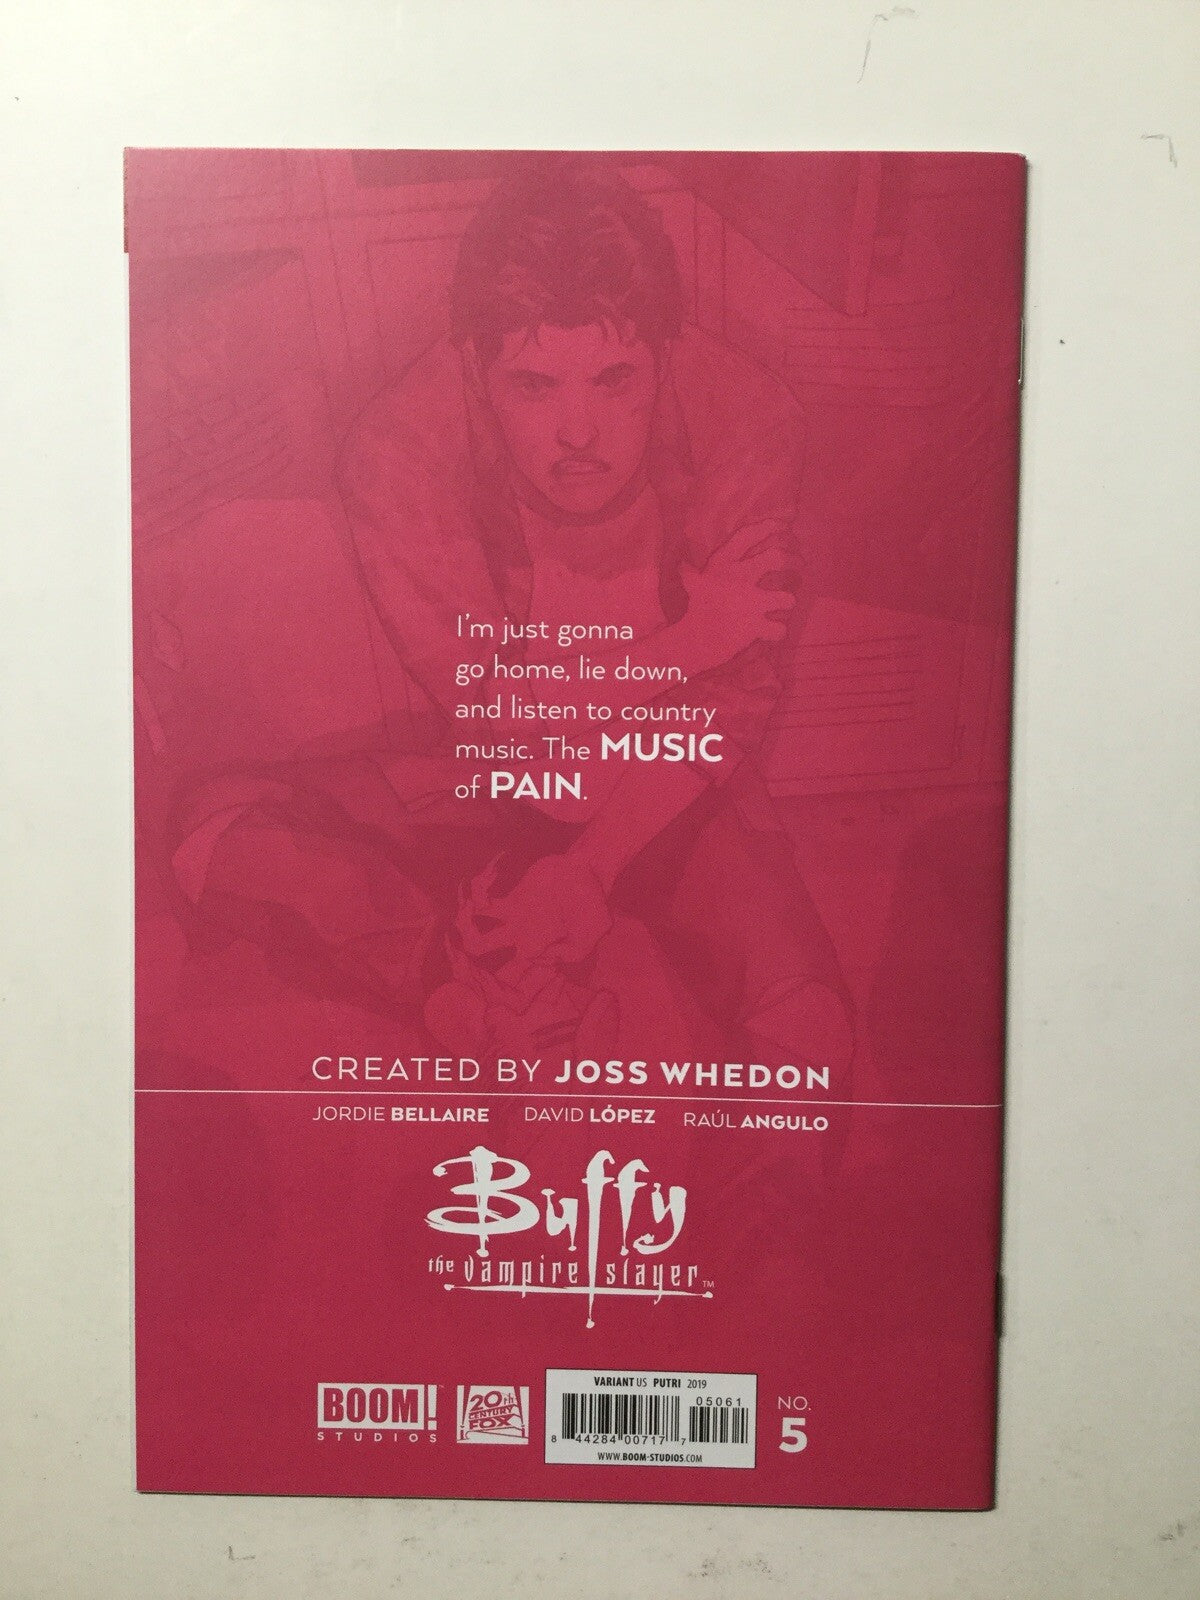 I'm just gonna
go home, lie down,
and listen to country
music. The MUSIC
of PAIN.
CREATED BY JOSS WHEDON
JORDIE BELLAIRE DAVID LÓPEZ RAÚL ANGULO
Buffy
the vampire slayer™
BOOM!™
STUDIOS
20th
CENTURY
FOX
VARIANT US PUTRI 2019
05061
8 44284 00717 7
WWW.BOOM-STUDIOS.COM
NO.
5